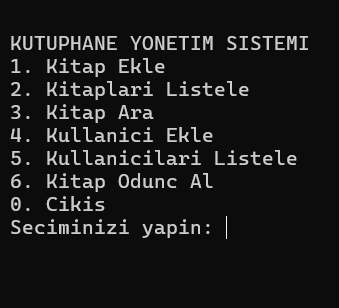 KUTUPHANE YONETIM SISTEMI
1. Kitap Ekle
2. Kitaplari Listele
3. Kitap Ara
4. Kullanici Ekle
5. Kullanicilari Listele
6. Kitap Odunc Al
0. Cikis
Seciminizi yapin: